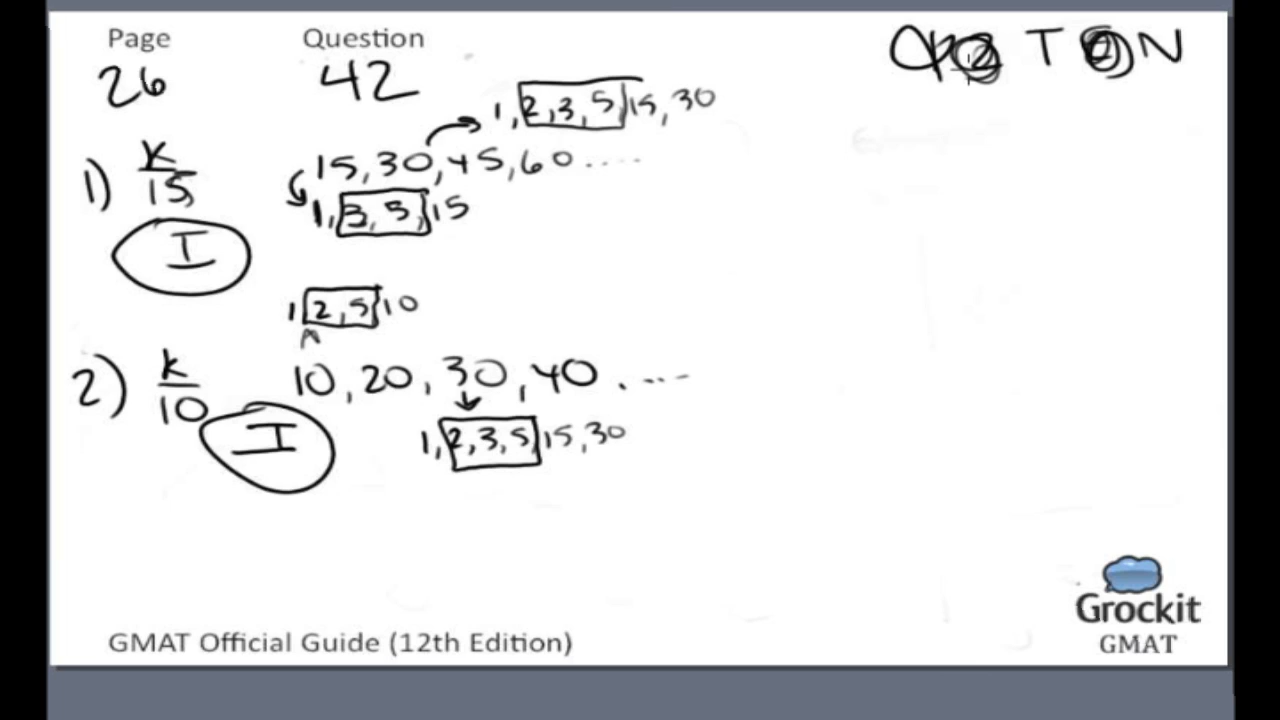 Page Question
26 42
T N
1, 2, 3, 5, 15, 30
1) K/15 15, 30, 45, 60 .....
1, 3, 5, 15
I
1 2, 5 10
2) K/10 10, 20, 30, 40 .....
I
1, 2, 3, 5, 15, 30
Grockit
GMAT Official Guide (12th Edition) GMAT